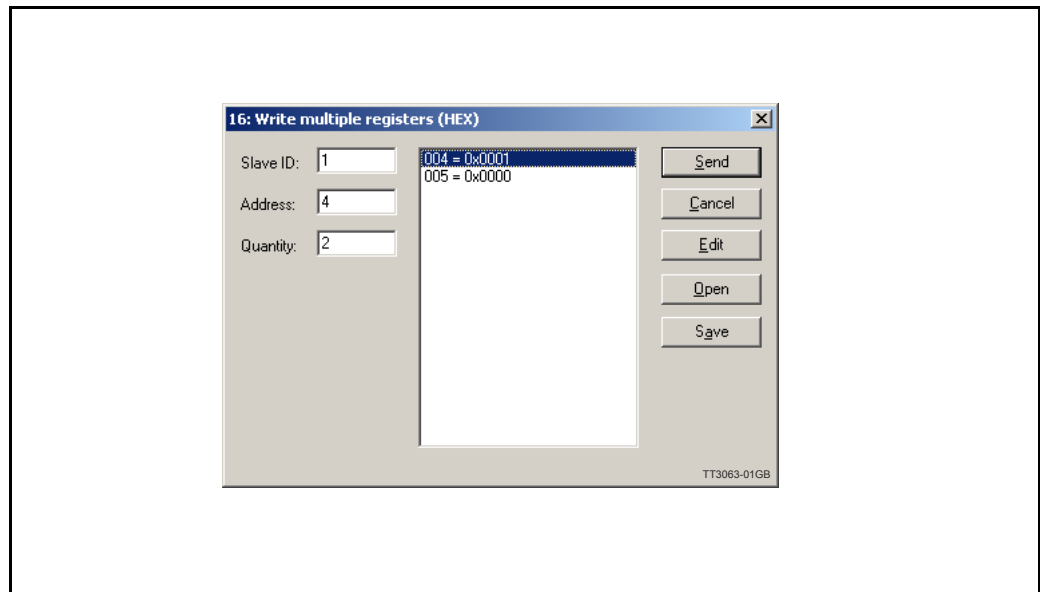 16: Write multiple registers (HEX)
Slave ID: 1
Address: 4
Quantity: 2
004 = 0x0001
005 = 0x0000
Send
Cancel
Edit
Open
Save
TT3063-01GB